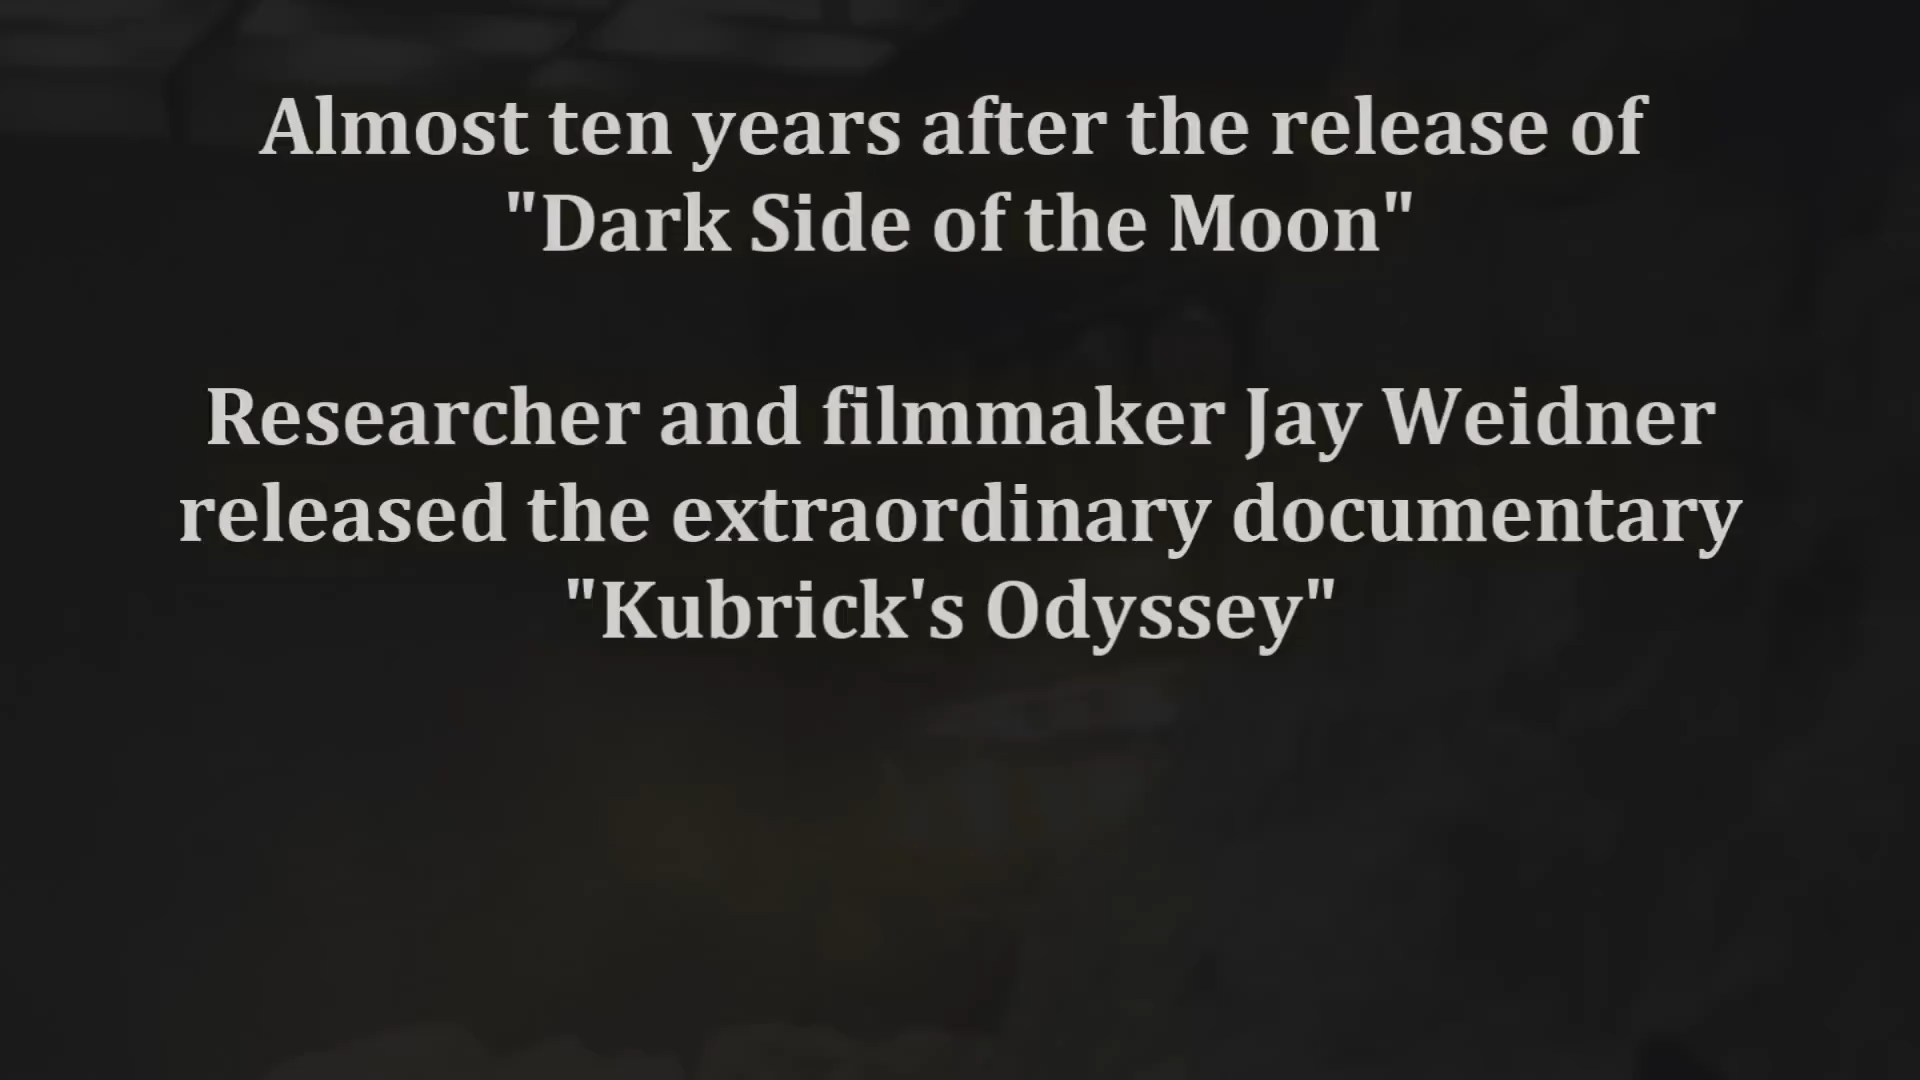 Almost ten years after the release of
"Dark Side of the Moon"
Researcher and filmmaker Jay Weidner
released the extraordinary documentary
"Kubrick's Odyssey"